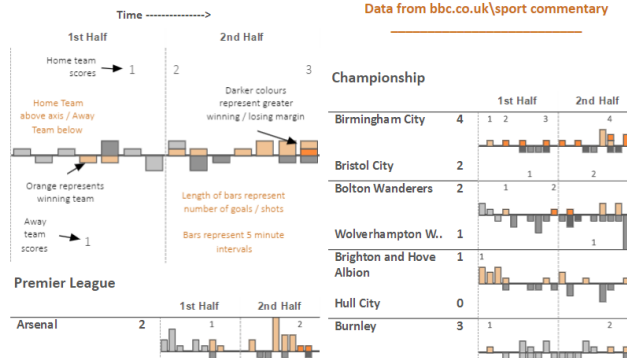 Time -------------->
1st Half
2nd Half
Home team
scores
1
2
3
Home Team
above axis / Away
Team below
Darker colours
represent greater
winning / losing margin
Orange represents
winning team
Length of bars represent
number of goals / shots
Away
team
scores
1
Bars represent 5 minute
intervals
Premier League
1st Half
2nd Half
Arsenal
2
1
2
Data from bbc.co.uk\sport commentary
Championship
1st Half
2nd Half
Birmingham City
4
1
2
3
4
Bristol City
2
1
2
Bolton Wanderers
2
1
2
Wolverhampton W..
1
1
Brighton and Hove
Albion
1
1
Hull City
0
Burnley
3
1
2